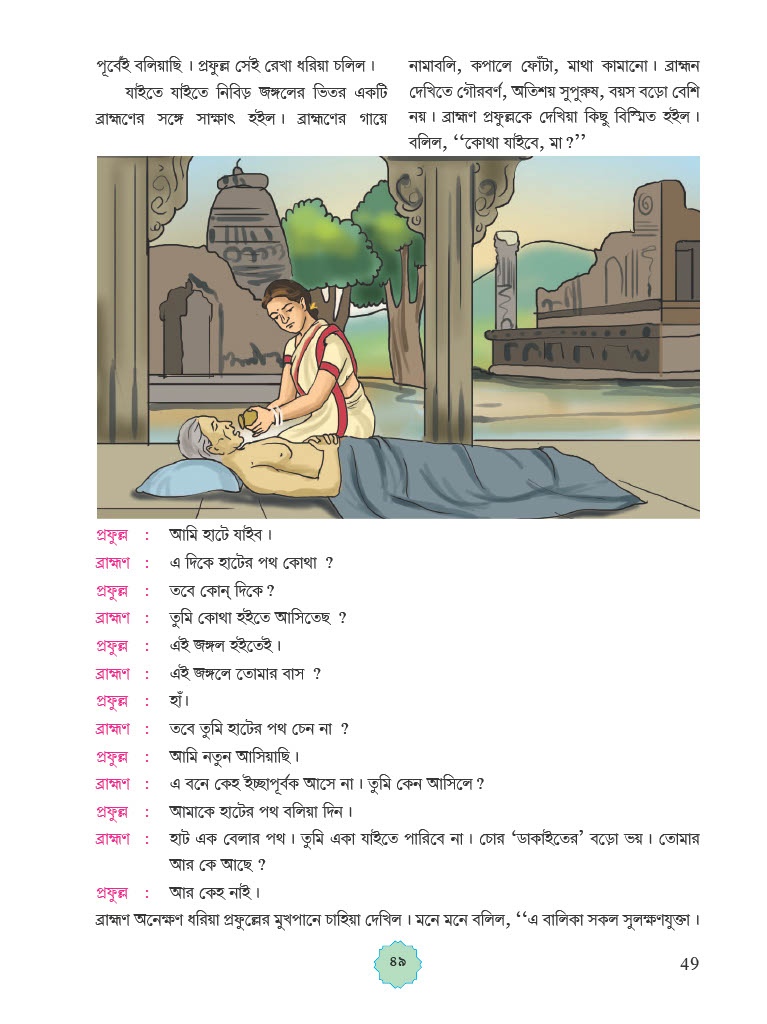 পূর্বেই বলিয়াছি । প্রফুল্ল সেই রেখা ধরিয়া চলিল ।
যাইতে যাইতে নিবিড় জঙ্গলের ভিতর একটি
ব্রাহ্মণের সঙ্গে সাক্ষাৎ হইল । ব্রাহ্মণের গায়ে
নামাবলি, কপালে ফোঁটা, মাথা কামানো । ব্রাহ্মন
দেখিতে গৌরবর্ণ, অতিশয় সুপুরুষ, বয়স বড়ো বেশি
নয় । ব্রাহ্মণ প্রফুল্লকে দেখিয়া কিছু বিস্মিত হইল ।
বলিল, ‘‘কোথা যাইবে, মা ?’’
প্রফুল্ল : আমি হাটে যাইব ।
ব্রাহ্মণ : এ দিকে হাটের পথ কোথা ?
প্রফুল্ল : তবে কোন্ দিকে ?
ব্রাহ্মণ : তুমি কোথা হইতে আসিতেছ ?
প্রফুল্ল : এই জঙ্গল হইতেই ।
ব্রাহ্মণ : এই জঙ্গলে তোমার বাস ?
প্রফুল্ল : হাঁ।
ব্রাহ্মণ : তবে তুমি হাটের পথ চেন না ?
প্রফুল্ল : আমি নতুন আসিয়াছি ।
ব্রাহ্মণ : এ বনে কেহ ইচ্ছাপূর্বক আসে না । তুমি কেন আসিলে ?
প্রফুল্ল : আমাকে হাটের পথ বলিয়া দিন ।
ব্রাহ্মণ : হাট এক বেলার পথ । তুমি একা যাইতে পারিবে না । চোর ‘ডাকাইতের’ বড়ো ভয় । তোমার
আর কে আছে ?
প্রফুল্ল : আর কেহ নাই ।
ব্রাহ্মণ অনেক্ষণ ধরিয়া প্রফুল্লের মুখপানে চাহিয়া দেখিল । মনে মনে বলিল, ‘‘এ বালিকা সকল সুলক্ষণযুক্তা ।
৪৯
49